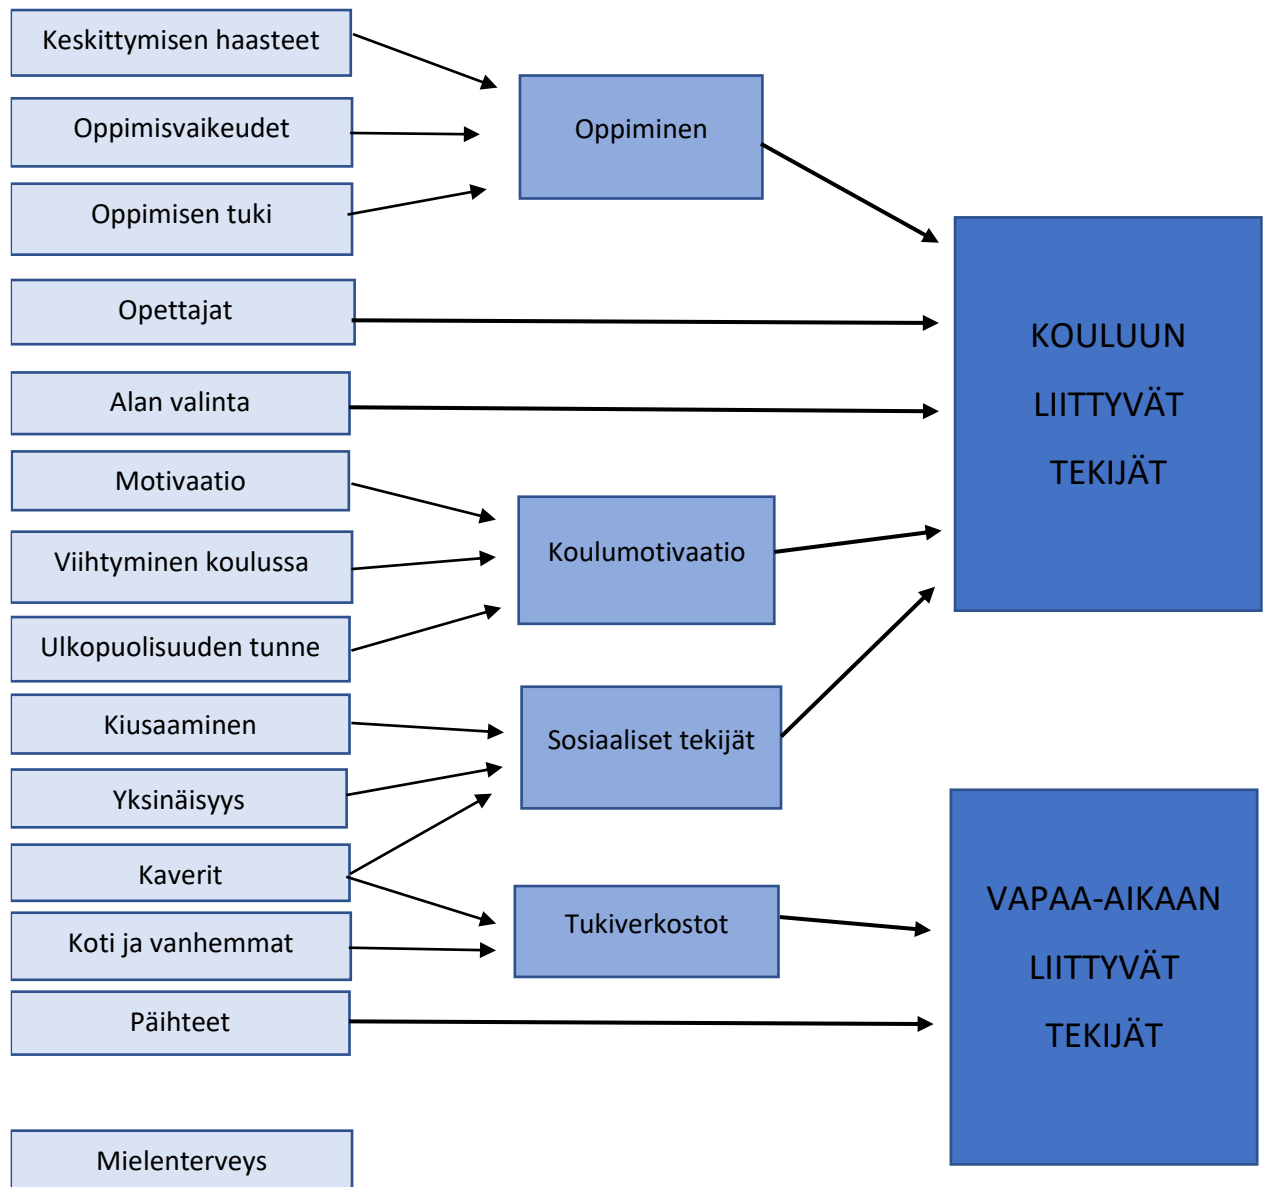 Keskittymisen haasteet
Oppimisvaikeudet
Oppimisen tuki
Opettajat
Alan valinta
Motivaatio
Viihtyminen koulussa
Ulkopuolisuuden tunne
Kiusaaminen
Yksinäisyys
Kaverit
Koti ja vanhemmat
Päihteet
Mielenterveys
Oppiminen
Koulumotivaatio
Sosiaaliset tekijät
Tukiverkostot
KOULUUN
LIITTYVÄT
TEKIJÄT
VAPAA-AIKAAN
LIITTYVÄT
TEKIJÄT